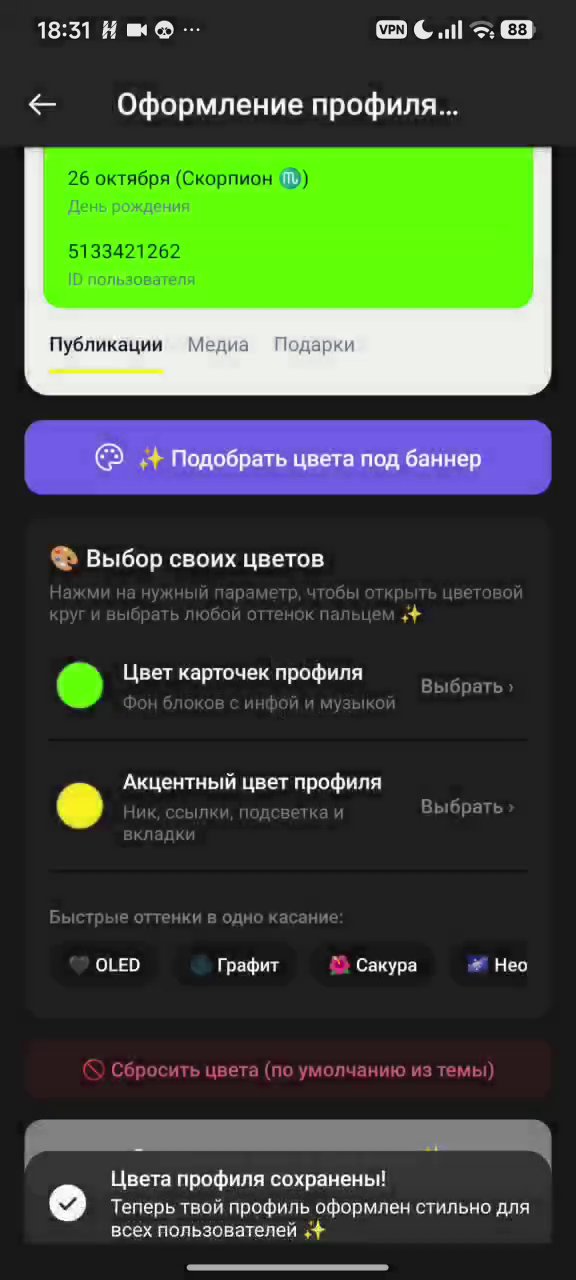 18:31
VPN
88
Оформление профиля...
26 октября (Скорпион ♏)
День рождения
5133421262
ID пользователя
Публикации Медиа Подарки
✨ Подобрать цвета под баннер
🎨 Выбор своих цветов
Нажми на нужный параметр, чтобы открыть цветовой
круг и выбрать любой оттенок пальцем ✨
Цвет карточек профиля
Фон блоков с инфой и музыкой
Выбрать ›
Акцентный цвет профиля
Ник, ссылки, подсветка и
вкладки
Выбрать ›
Быстрые оттенки в одно касание:
🖤 OLED 🌑 Графит 🌺 Сакура 🌌 Нео
🚫 Сбросить цвета (по умолчанию из темы)
Цвета профиля сохранены!
Теперь твой профиль оформлен стильно для
всех пользователей ✨